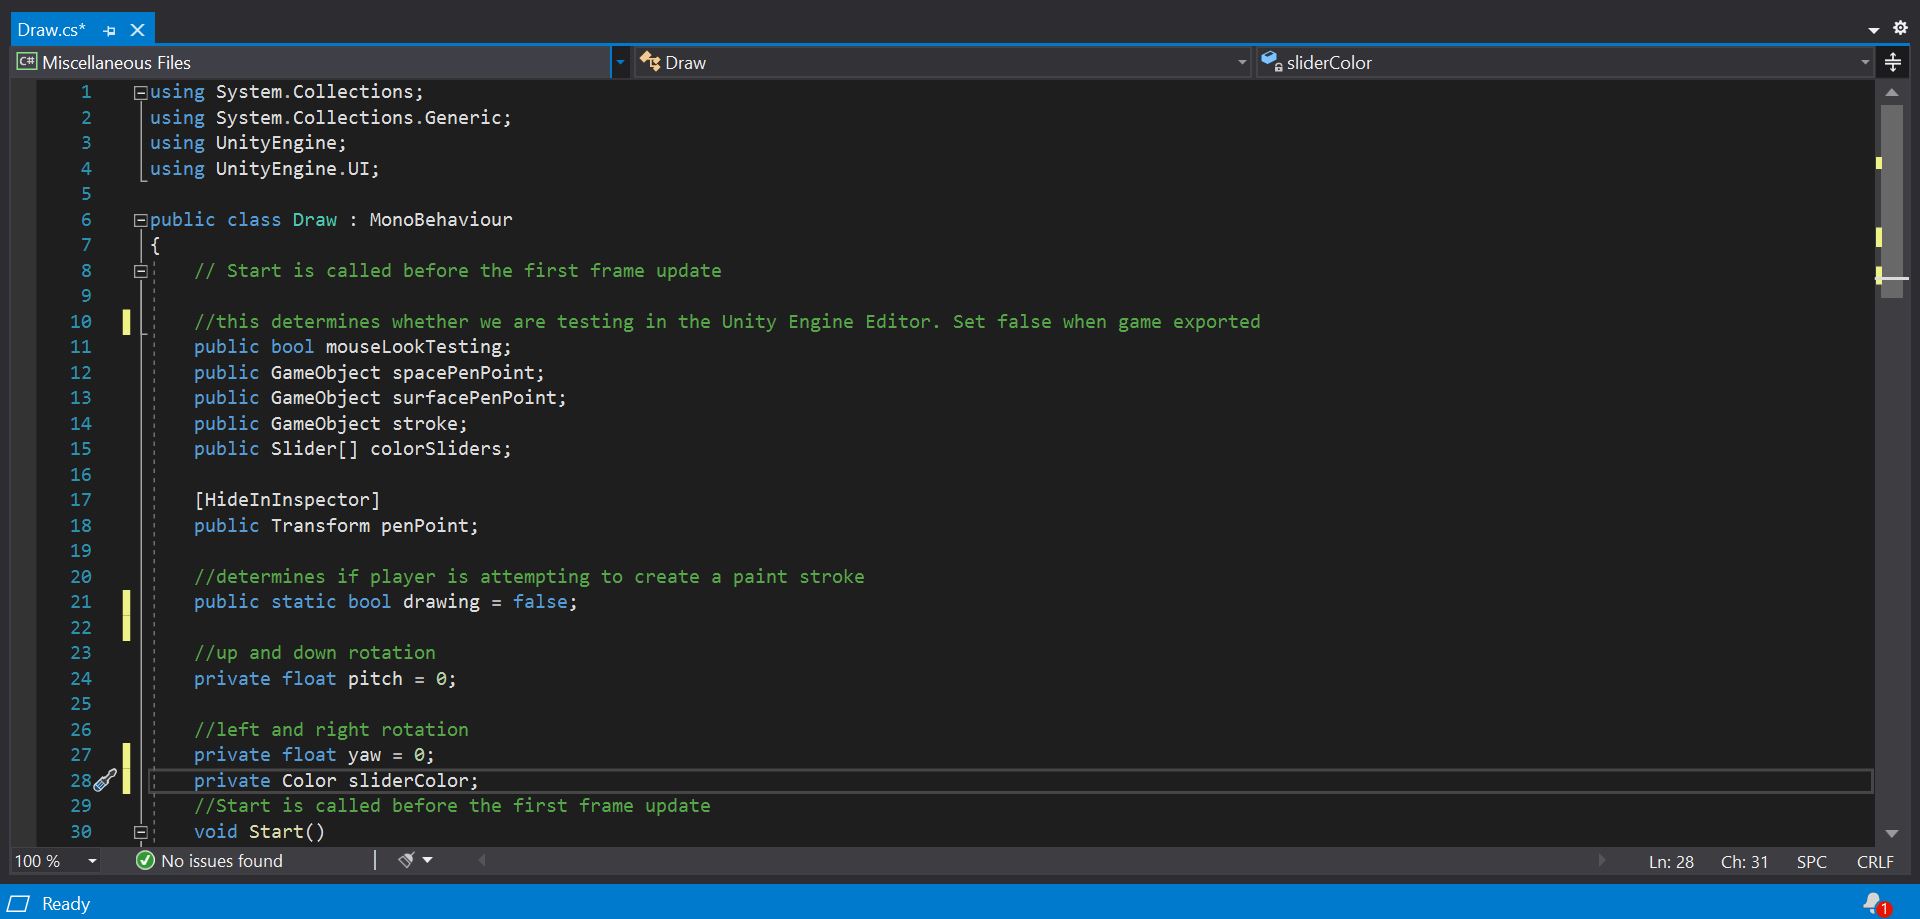 Draw.cs*
C# Miscellaneous Files Draw sliderColor
1 using System.Collections;
2 using System.Collections.Generic;
3 using UnityEngine;
4 using UnityEngine.UI;
5
6 public class Draw : MonoBehaviour
7 {
8 // Start is called before the first frame update
9
10 //this determines whether we are testing in the Unity Engine Editor. Set false when game exported
11 public bool mouseLookTesting;
12 public GameObject spacePenPoint;
13 public GameObject surfacePenPoint;
14 public GameObject stroke;
15 public Slider[] colorSliders;
16
17 [HideInInspector]
18 public Transform penPoint;
19
20 //determines if player is attempting to create a paint stroke
21 public static bool drawing = false;
22
23 //up and down rotation
24 private float pitch = 0;
25
26 //left and right rotation
27 private float yaw = 0;
28 private Color sliderColor;
29 //Start is called before the first frame update
30 void Start()
100 % No issues found Ln: 28 Ch: 31 SPC CRLF
Ready 1